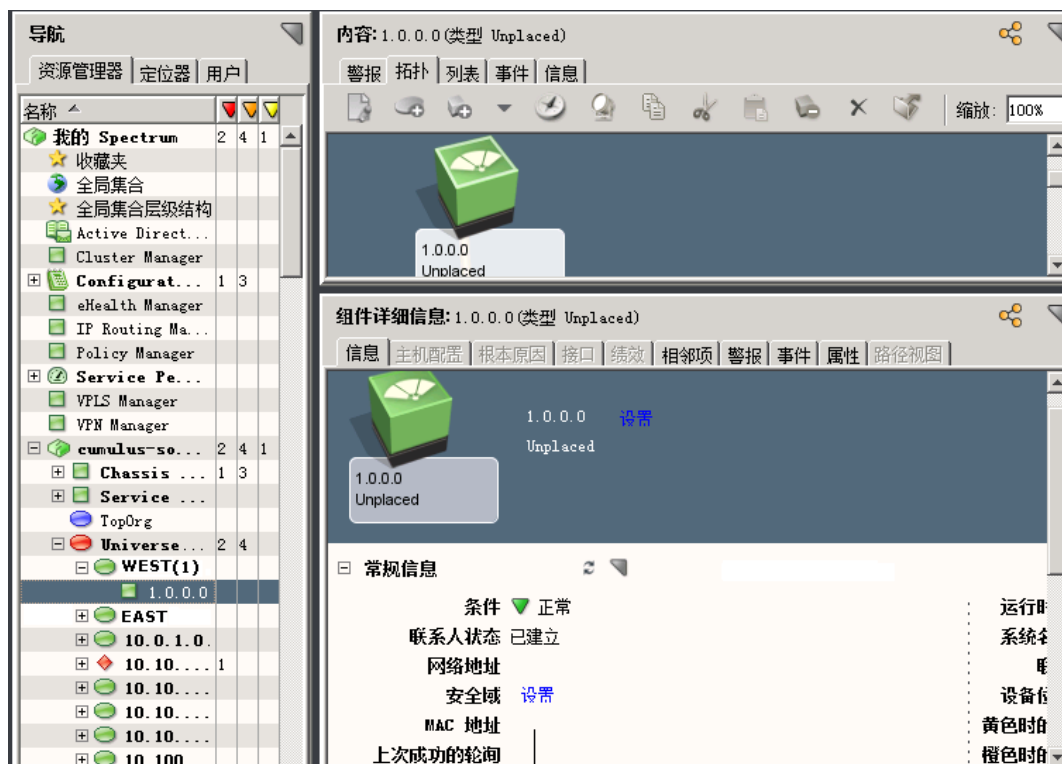 导航
资源管理器 定位器 用户
名称
我的 Spectrum 2 4 1
收藏夹
全局集合
全局集合层级结构
Active Direct...
Cluster Manager
Configurat... 1 3
eHealth Manager
IP Routing Ma...
Policy Manager
Service Pe...
VPLS Manager
VPN Manager
cumulus-so... 2 4 1
Chassis ... 1 3
Service ...
TopOrg
Universe... 2 4
WEST(1)
1.0.0.0
EAST
10.0.1.0.
10.10.... 1
10.10....
10.10....
10.10....
10.100
内容: 1.0.0.0(类型 Unplaced)
警报 拓扑 列表 事件 信息
缩放: 100%
1.0.0.0
Unplaced
组件详细信息: 1.0.0.0(类型 Unplaced)
信息 主机配置 根本原因 接口 绩效 相邻项 警报 事件 属性 路径视图
1.0.0.0 设置
Unplaced
1.0.0.0
Unplaced
常规信息
条件 正常 运行时
联系人状态 已建立 系统名
网络地址
安全域 设置 设备位
MAC 地址 黄色时的
上次成功的轮询 橙色时的